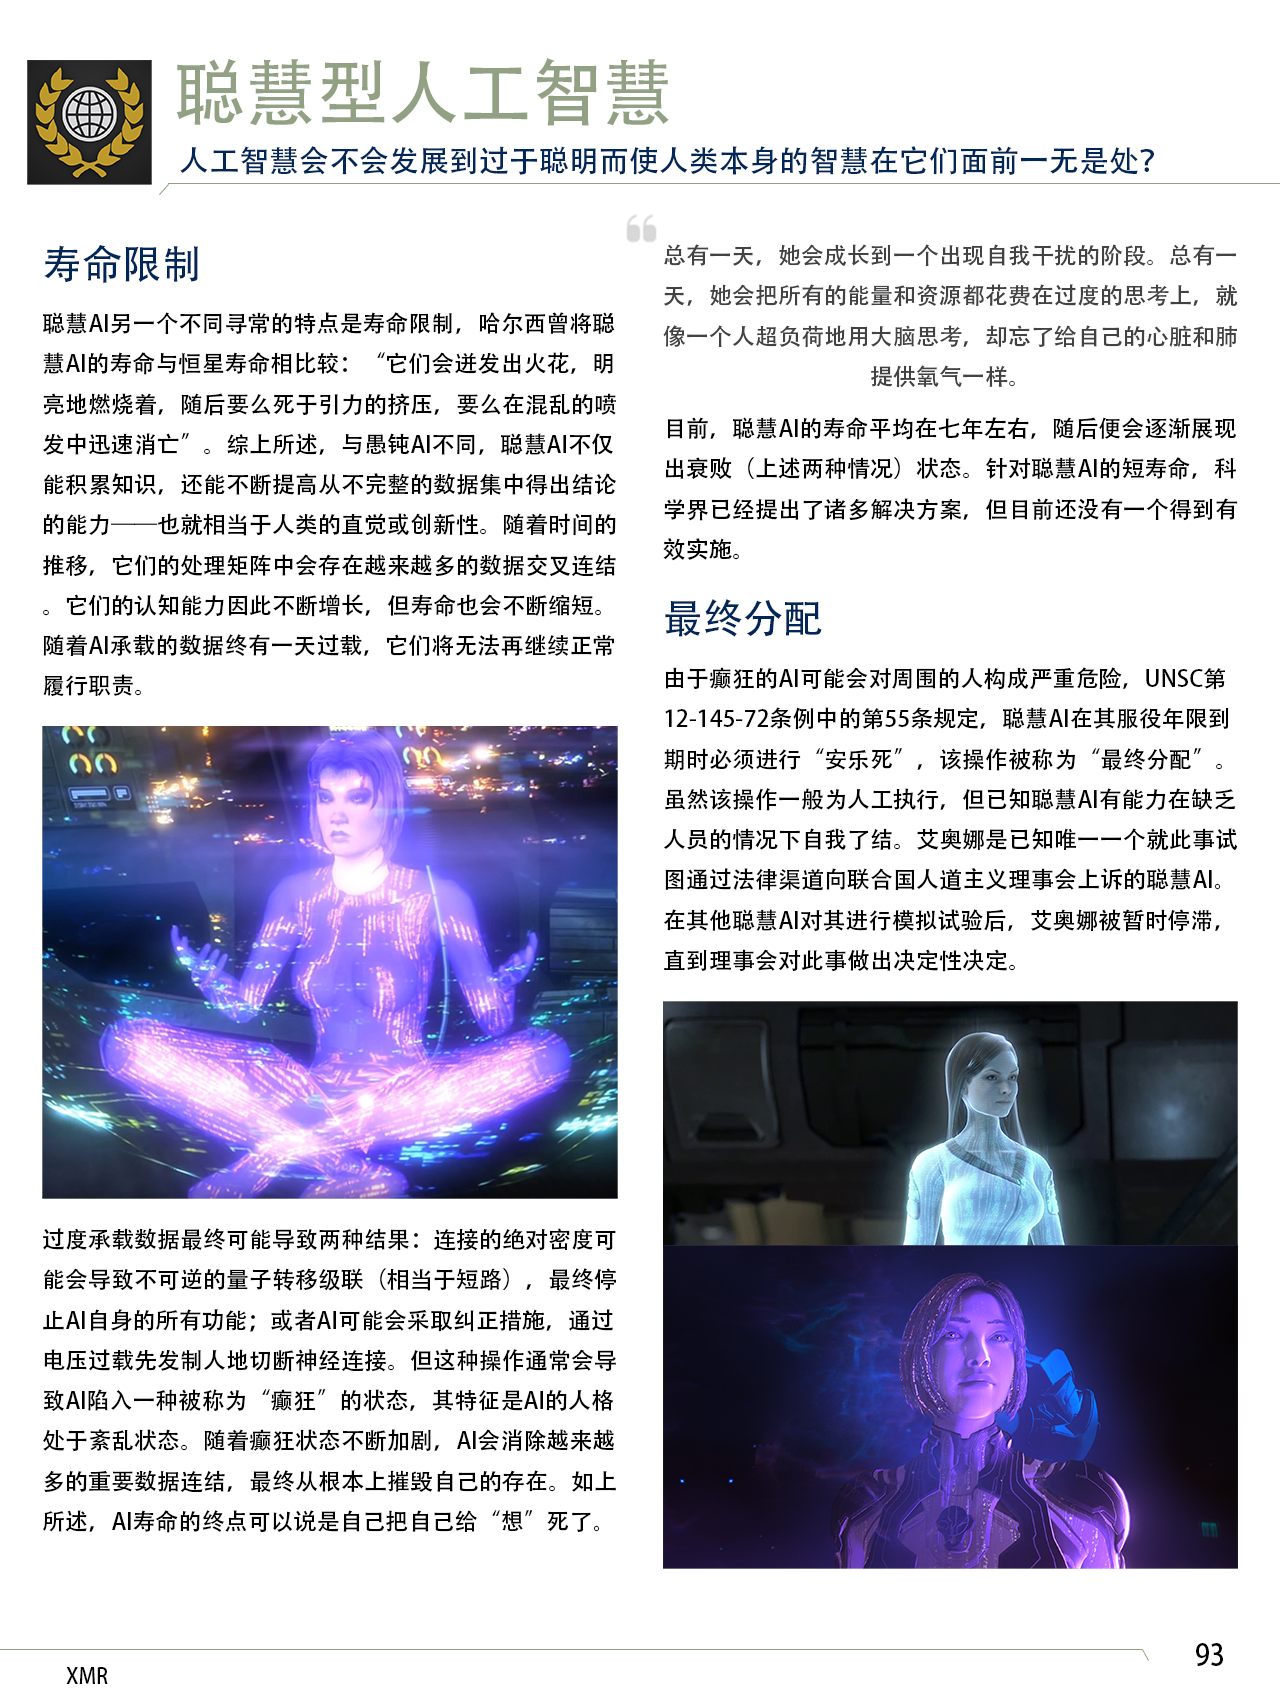 聪慧型人工智慧
人工智慧会不会发展到过于聪明而使人类本身的智慧在它们面前一无是处？
寿命限制
聪慧AI另一个不同寻常的特点是寿命限制，哈尔西曾将聪
慧AI的寿命与恒星寿命相比较：“它们会迸发出火花，明
亮地燃烧着，随后要么死于引力的挤压，要么在混乱的喷
发中迅速消亡”。综上所述，与愚钝AI不同，聪慧AI不仅
能积累知识，还能不断提高从不完整的数据集中得出结论
的能力——也就相当于人类的直觉或创新性。随着时间的
推移，它们的处理矩阵中会存在越来越多的数据交叉连结
。它们的认知能力因此不断增长，但寿命也会不断缩短。
随着AI承载的数据终有一天过载，它们将无法再继续正常
履行职责。
过度承载数据最终可能导致两种结果：连接的绝对密度可
能会导致不可逆的量子转移级联（相当于短路），最终停
止AI自身的所有功能；或者AI可能会采取纠正措施，通过
电压过载先发制人地切断神经连接。但这种操作通常会导
致AI陷入一种被称为“癫狂”的状态，其特征是AI的人格
处于紊乱状态。随着癫狂状态不断加剧，AI会消除越来越
多的重要数据连结，最终从根本上摧毁自己的存在。如上
所述，AI寿命的终点可以说是自己把自己给“想”死了。
“
总有一天，她会成长到一个出现自我干扰的阶段。总有一
天，她会把所有的能量和资源都花费在过度的思考上，就
像一个人超负荷地用大脑思考，却忘了给自己的心脏和肺
提供氧气一样。
目前，聪慧AI的寿命平均在七年左右，随后便会逐渐展现
出衰败（上述两种情况）状态。针对聪慧AI的短寿命，科
学界已经提出了诸多解决方案，但目前还没有一个得到有
效实施。
最终分配
由于癫狂的AI可能会对周围的人构成严重危险，UNSC第
12-145-72条例中的第55条规定，聪慧AI在其服役年限到
期时必须进行“安乐死”，该操作被称为“最终分配”。
虽然该操作一般为人工执行，但已知聪慧AI有能力在缺乏
人员的情况下自我了结。艾奥娜是已知唯一一个就此事试
图通过法律渠道向联合国人道主义理事会上诉的聪慧AI。
在其他聪慧AI对其进行模拟试验后，艾奥娜被暂时停滞，
直到理事会对此事做出决定性决定。
XMR
93